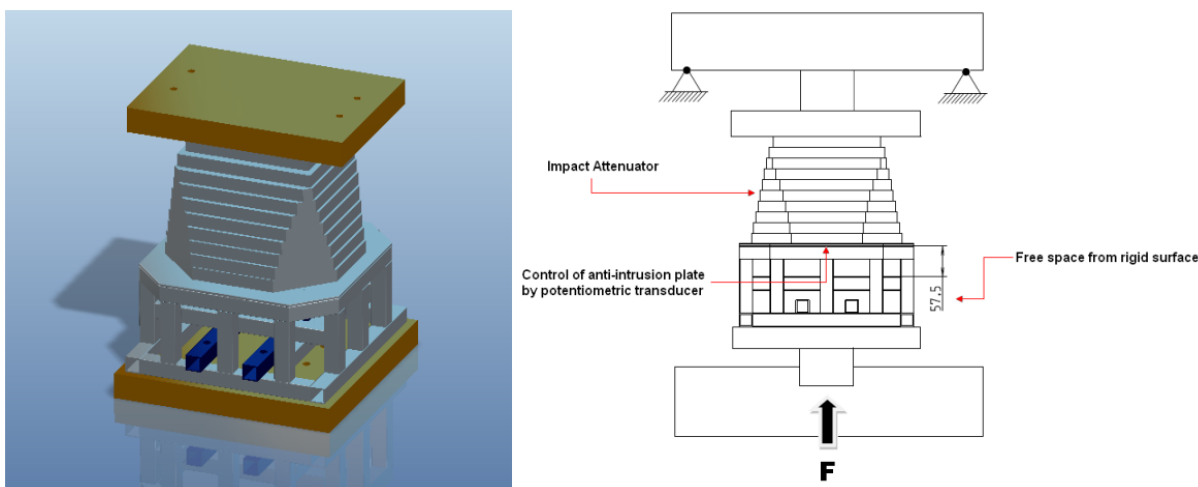 Impact Attenuator
Control of anti-intrusion plate
by potentiometric transducer
Free space from rigid surface
57.5
F